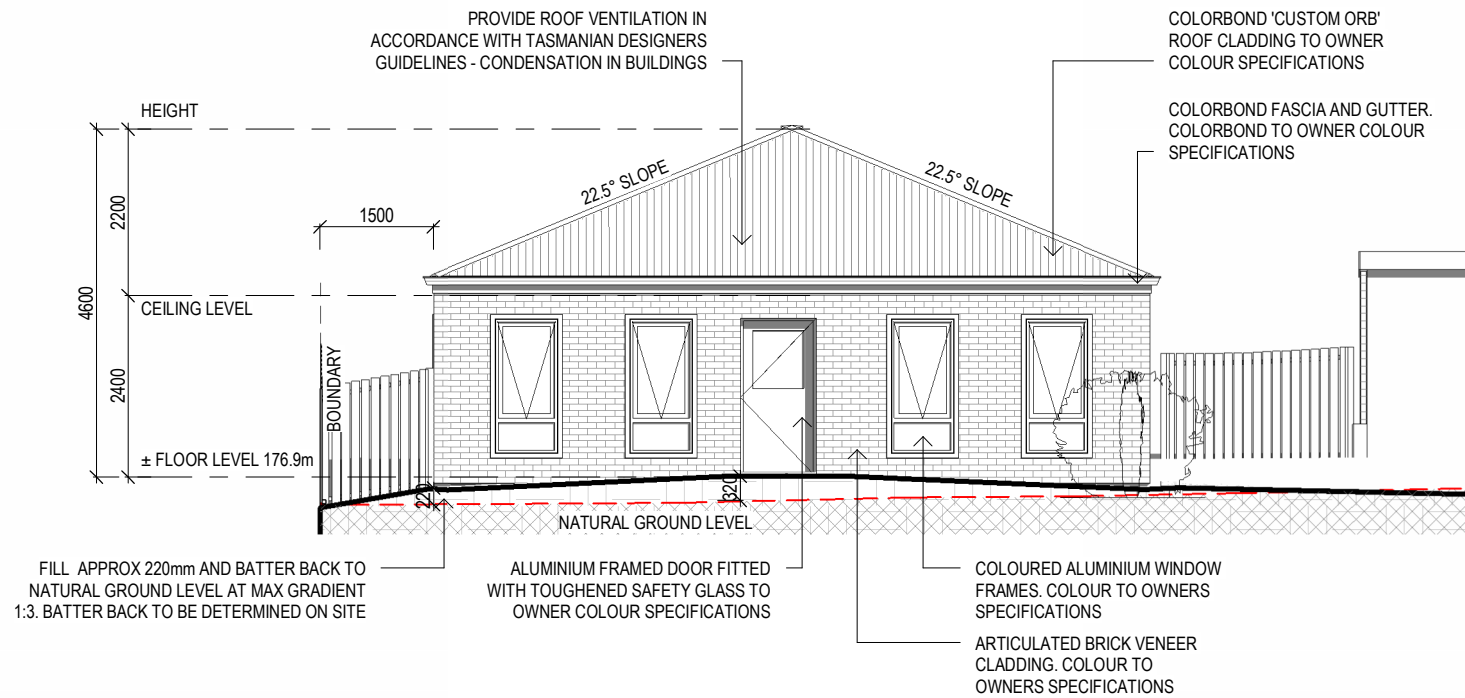 PROVIDE ROOF VENTILATION IN
ACCORDANCE WITH TASMANIAN DESIGNERS
GUIDELINES - CONDENSATION IN BUILDINGS
COLORBOND 'CUSTOM ORB'
ROOF CLADDING TO OWNER
COLOUR SPECIFICATIONS
HEIGHT
COLORBOND FASCIA AND GUTTER.
COLORBOND TO OWNER COLOUR
SPECIFICATIONS
22.5° SLOPE
22.5° SLOPE
2200
1500
4600
CEILING LEVEL
2400
BOUNDARY
± FLOOR LEVEL 176.9m
220
320
NATURAL GROUND LEVEL
FILL APPROX 220mm AND BATTER BACK TO
NATURAL GROUND LEVEL AT MAX GRADIENT
1:3. BATTER BACK TO BE DETERMINED ON SITE
ALUMINIUM FRAMED DOOR FITTED
WITH TOUGHENED SAFETY GLASS TO
OWNER COLOUR SPECIFICATIONS
COLOURED ALUMINIUM WINDOW
FRAMES. COLOUR TO OWNERS
SPECIFICATIONS
ARTICULATED BRICK VENEER
CLADDING. COLOUR TO
OWNERS SPECIFICATIONS